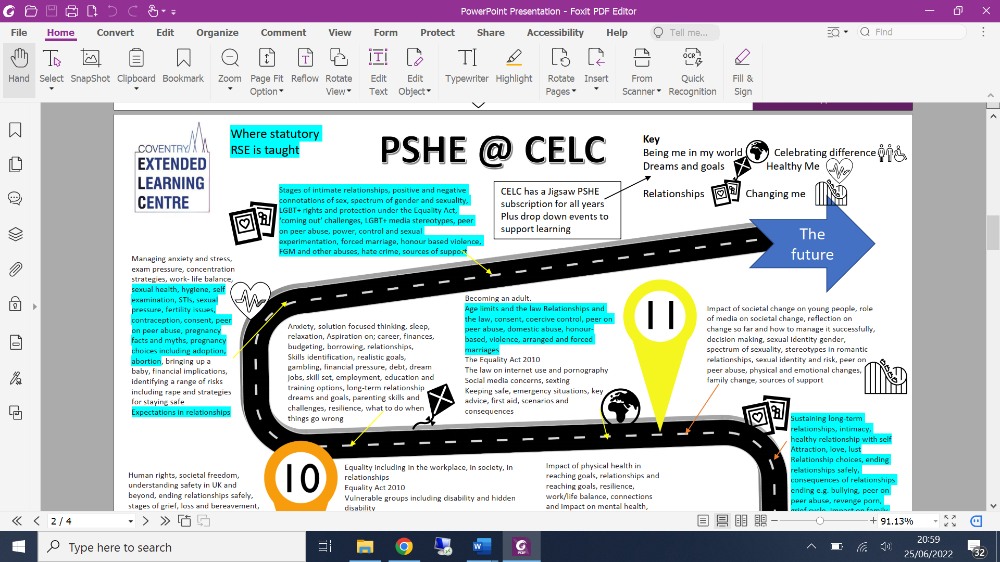 PowerPoint Presentation - Foxit PDF Editor
File Home Convert Edit Organize Comment View Form Protect Share Accessibility Help Tell me... Find
Hand Select SnapShot Clipboard Bookmark Zoom Page Fit Option Reflow Rotate View Edit Text Edit Object Typewriter Highlight Rotate Pages Insert From Scanner Quick Recognition Fill & Sign
COVENTRY
EXTENDED
LEARNING
CENTRE
Where statutory
RSE is taught
PSHE @ CELC
Key
Being me in my world Celebrating difference
Dreams and goals Healthy Me
Relationships Changing me
CELC has a Jigsaw PSHE
subscription for all years
Plus drop down events to
support learning
The
future
Stages of intimate relationships, positive and negative
connotations of sex, spectrum of gender and sexuality,
LGBT+ rights and protection under the Equality Act,
‘coming out’ challenges, LGBT+ media stereotypes, peer
on peer abuse, power, control and sexual
experimentation, forced marriage, honour based violence,
FGM and other abuses, hate crime, sources of support
Managing anxiety and stress,
exam pressure, concentration
strategies, work- life balance,
sexual health, hygiene, self
examination, STIs, sexual
pressure, fertility issues,
contraception, consent, peer
on peer abuse, pregnancy
facts and myths, pregnancy
choices including adoption,
abortion, bringing up a
baby, financial implications,
identifying a range of risks
including rape and strategies
for staying safe
Expectations in relationships
Anxiety, solution focused thinking, sleep,
relaxation, Aspiration on; career, finances,
budgeting, borrowing, relationships,
Skills identification, realistic goals,
gambling, financial pressure, debt, dream
jobs, skill set, employment, education and
training options, long-term relationship
dreams and goals, parenting skills and
challenges, resilience, what to do when
things go wrong
Becoming an adult.
Age limits and the law Relationships and
the law, consent, coercive control, peer on
peer abuse, domestic abuse, honour-
based, violence, arranged and forced
marriages
The Equality Act 2010
The law on internet use and pornography
Social media concerns, sexting
Keeping safe, emergency situations, key
advice, first aid, scenarios and
consequences
11
Impact of societal change on young people, role
of media on societal change, reflection on
change so far and how to manage it successfully,
decision making, sexual identity gender,
spectrum of sexuality, stereotypes in romantic
relationships, sexual identity and risk, peer on
peer abuse, physical and emotional changes,
family change, sources of support
Sustaining long-term
relationships, intimacy,
healthy relationship with self
Attraction, love, lust
Relationship choices, ending
relationships safely,
consequences of relationships
ending e.g. bullying, peer on
peer abuse, revenge porn,
grief cycle. Impact on family
10
Human rights, societal freedom,
understanding safety in UK and
beyond, ending relationships safely,
stages of grief, loss and bereavement,
Equality including in the workplace, in society, in
relationships
Equality Act 2010
Vulnerable groups including disability and hidden
disability
Impact of physical health in
reaching goals, relationships and
reaching goals, resilience,
work/life balance, connections
and impact on mental health,
2 / 4
91.13%
Type here to search
20:59
25/06/2022
32